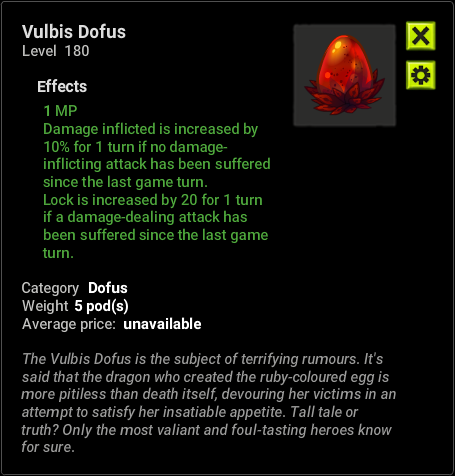 Vulbis Dofus
Level 180
Effects
1 MP
Damage inflicted is increased by
10% for 1 turn if no damage-
inflicting attack has been suffered
since the last game turn.
Lock is increased by 20 for 1 turn
if a damage-dealing attack has
been suffered since the last game
turn.
Category Dofus
Weight 5 pod(s)
Average price: unavailable
The Vulbis Dofus is the subject of terrifying rumours. It's
said that the dragon who created the ruby-coloured egg is
more pitiless than death itself, devouring her victims in an
attempt to satisfy her insatiable appetite. Tall tale or
truth? Only the most valiant and foul-tasting heroes know
for sure.